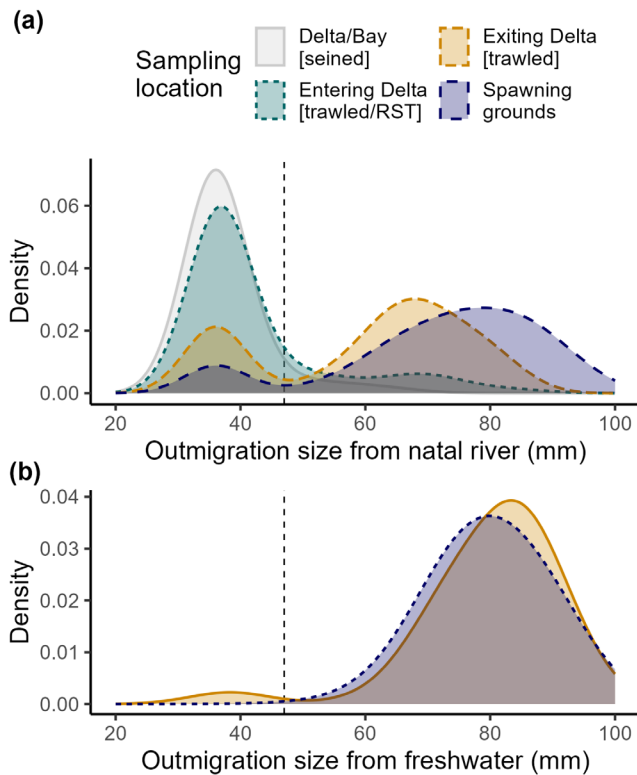 (a)
Sampling
location
Delta/Bay
[seined]
Entering Delta
[trawled/RST]
Exiting Delta
[trawled]
Spawning
grounds
Density
0.06
0.04
0.02
0.00
20 40 60 80 100
Outmigration size from natal river (mm)
(b)
Density
0.04
0.03
0.02
0.01
0.00
20 40 60 80 100
Outmigration size from freshwater (mm)